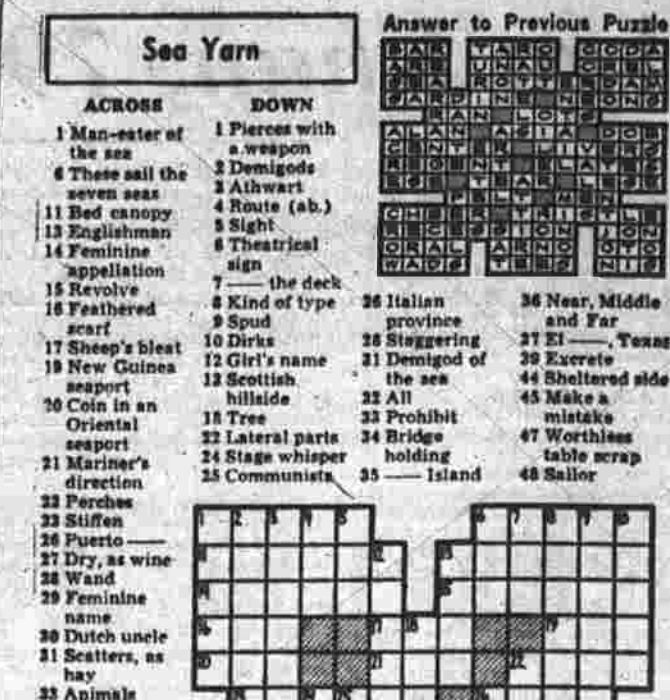 Sea Yarn
ACROSS
1 Man-eater of
the sea
6 These sail the
seven seas
11 Bed canopy
13 Englishman
14 Feminine
appellation
15 Revolve
16 Feathered
scarf
17 Sheep's bleat
19 New Guinea
seaport
20 Coin in an
Oriental
seaport
21 Mariner's
direction
22 Perches
23 Stiffen
26 Puerto ——
27 Dry, as wine
28 Wand
29 Feminine
name
30 Dutch uncle
31 Scatters, as
hay
33 Animals
DOWN
1 Pierces with
a weapon
2 Demigods
3 Athwart
4 Route (ab.)
5 Sight
6 Theatrical
sign
7 —— the deck
8 Kind of type
9 Spud
10 Dirks
12 Girl's name
13 Scottish
hillside
18 Tree
22 Lateral parts
24 Stage whisper
25 Communists
26 Italian
province
28 Staggering
31 Demigod of
the sea
32 All
33 Prohibit
34 Bridge
holding
35 —— Island
36 Near, Middle
and Far
37 El ——, Texas
39 Excrete
44 Sheltered side
45 Make a
mistake
47 Worthless
table scrap
48 Sailor
Answer to Previous Puzzle